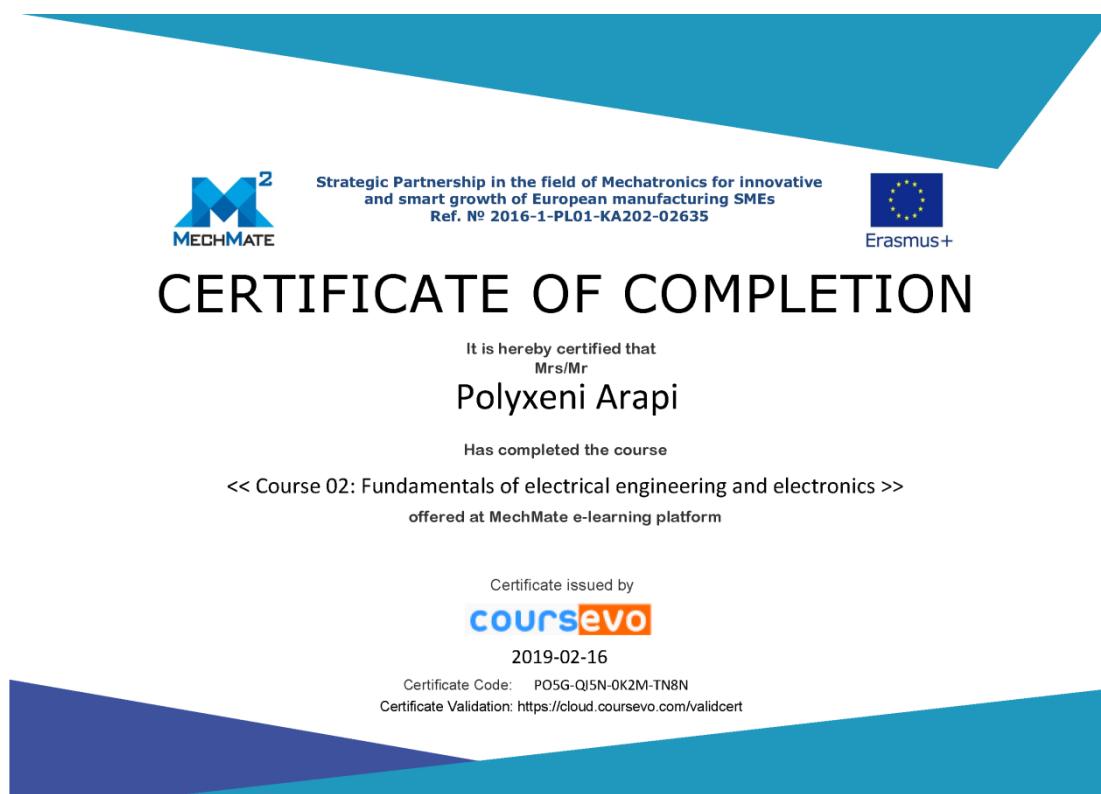 MECHMATE 2
Strategic Partnership in the field of Mechatronics for innovative
and smart growth of European manufacturing SMEs
Ref. Nº 2016-1-PL01-KA202-02635
Erasmus+
CERTIFICATE OF COMPLETION
It is hereby certified that
Mrs/Mr
Polyxeni Arapi
Has completed the course
<< Course 02: Fundamentals of electrical engineering and electronics >>
offered at MechMate e-learning platform
Certificate issued by
coursevo
2019-02-16
Certificate Code: PO5G-QI5N-0K2M-TN8N
Certificate Validation: https://cloud.coursevo.com/validcert